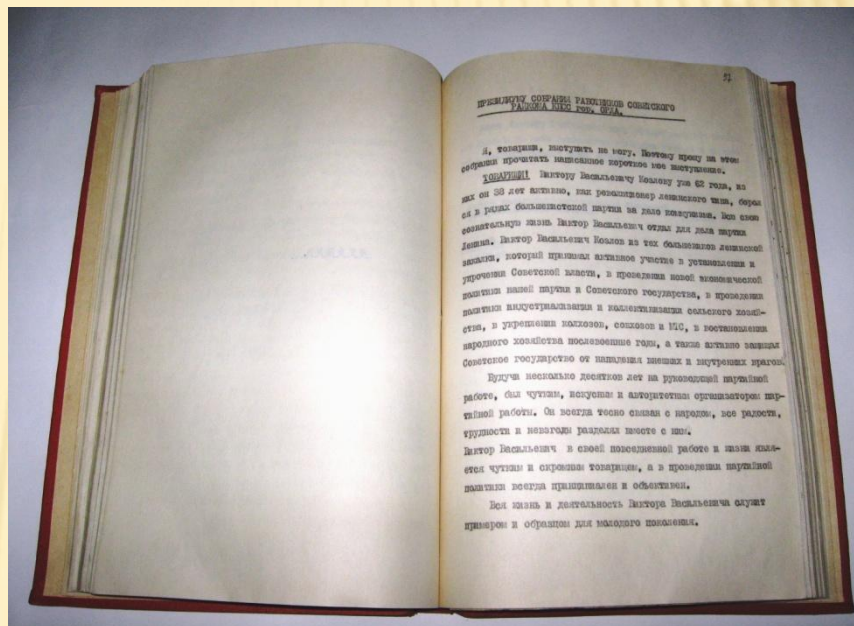 ПРЕЗИДИУМУ СОБРАНИЯ РАБОТНИКОВ СОВЕТСКОГО
РАЙКОМА КПСС гор. ОРЛА.
Я, товарищи, выступать не могу. Поэтому прошу на этом
собрании прочитать написанное короткое мое выступление.
ТОВАРИЩИ! Виктору Васильевичу Козлову уже 62 года, из
них он 38 лет активно, как революционер ленинского типа, борол
ся в рядах большевистской партии за дело коммунизма. Всю свою
сознательную жизнь Виктор Васильевич отдал для дела партии
Ленина. Виктор Васильевич Козлов из тех большевиков ленинской
закалки, который принимал активное участие в установлении и
упрочении Советской власти, в проведении новой экономической
политики нашей партии и Советского государства, в проведении
политики индустриализации и коллективизации сельского хозяй-
ства, в укреплении колхозов, совхозов и МТС, в востановлении
народного хозяйства послевоенные годы, а также активно защищал
Советское государство от нападения внешних и внутренних врагов.
Будучи несколько десятков лет на руководящей партийной
работе, был чутким, искусным и авторитетным организатором пар-
тийной работы. Он всегда тесно связан с народом, все радости,
трудности и невзгоды разделял вместе с ним.
Виктор Васильевич в своей повседневной работе и жизни явля-
ется чутким и скромным товарищем, а в проведении партийной
политики всегда принципиален и объективен.
Вся жизнь и деятельность Виктора Васильевича служит
примером и образцом для молодого поколения.